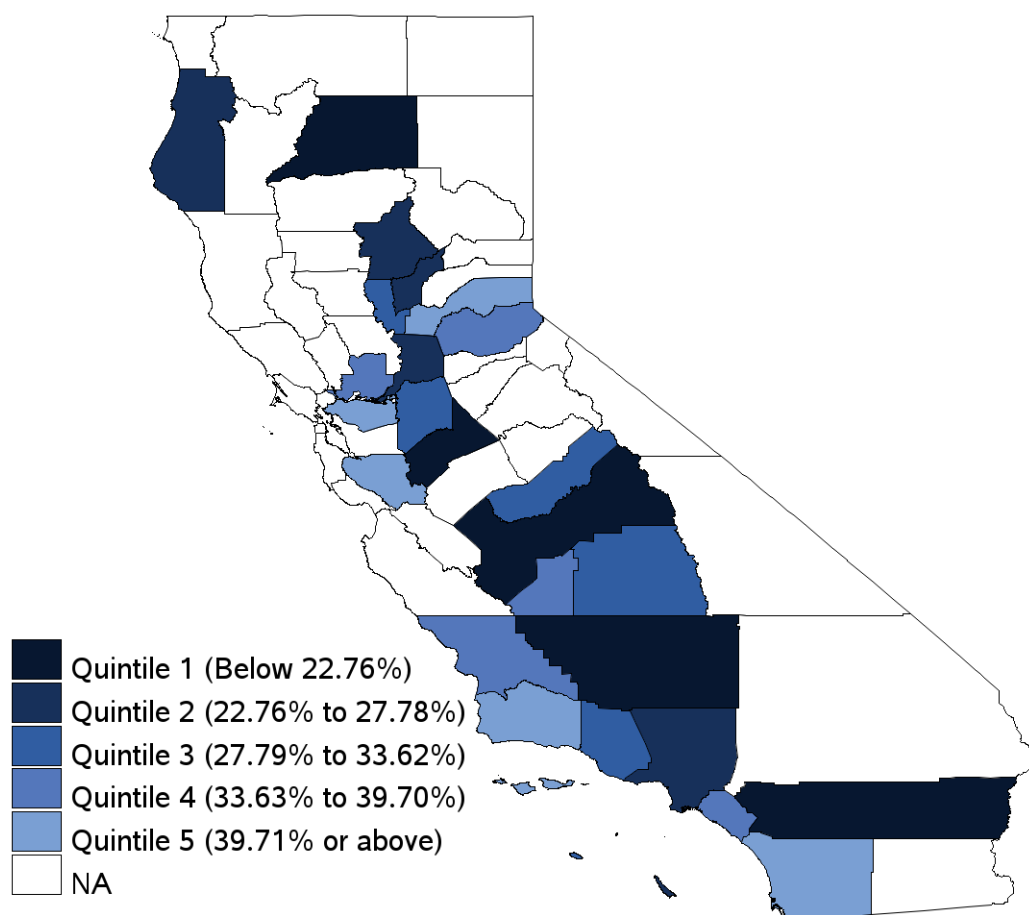 Quintile 1 (Below 22.76%)
Quintile 2 (22.76% to 27.78%)
Quintile 3 (27.79% to 33.62%)
Quintile 4 (33.63% to 39.70%)
Quintile 5 (39.71% or above)
NA